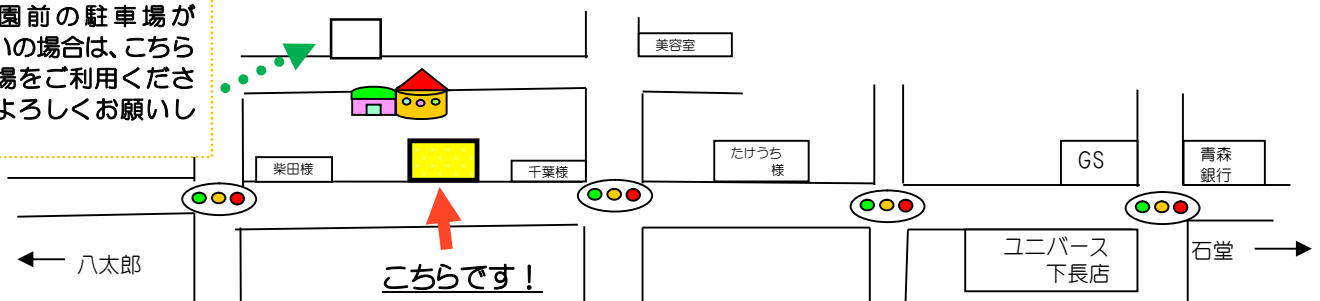 園前の駐車場が
いの場合は、こちら
場をご利用くださ
よろしくお願いし
美容室
柴田様
千葉様
たけうち
様
GS
青森
銀行
八太郎
こちらです！
ユニバース
下長店
石堂